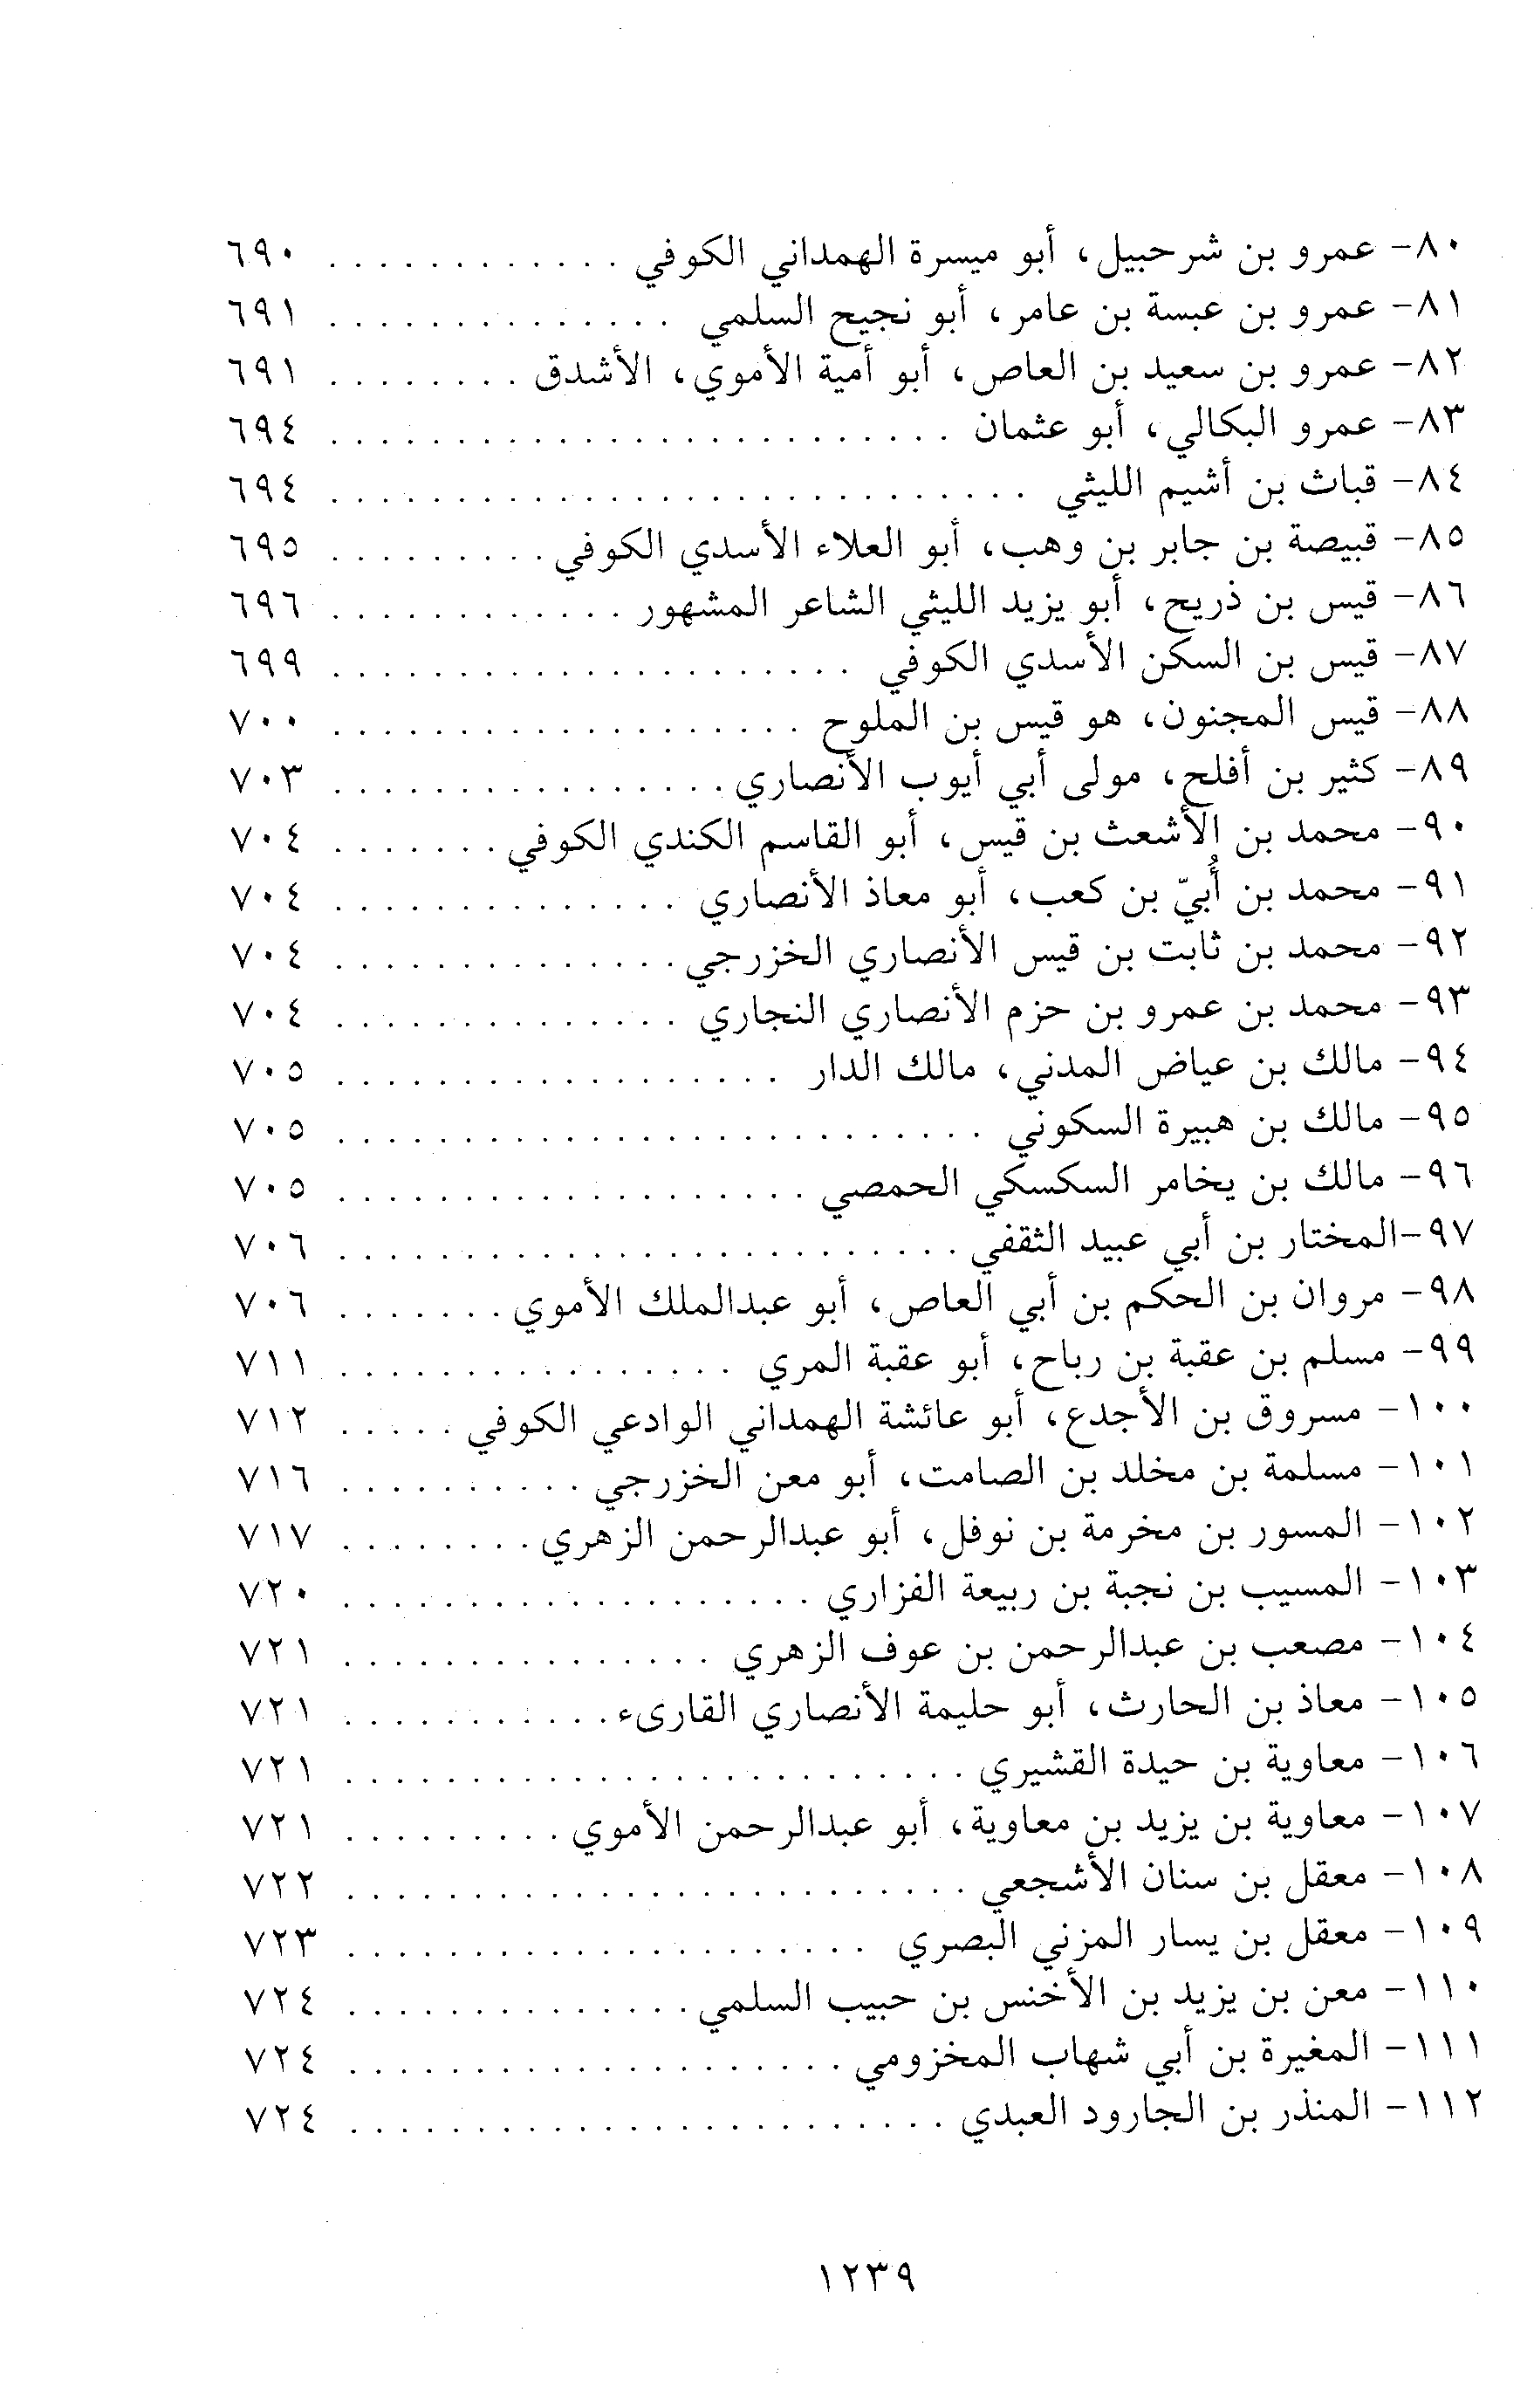 ٨٠- عمرو بن شرحبيل، أبو ميسرة الهمداني الكوفي . . . . . . . . . . . . ٦٩٠
٨١- عمرو بن عبسة بن عامر، أبو نجيح السلمي . . . . . . . . . . . . . . ٦٩١
٨٢- عمرو بن سعيد بن العاص، أبو أمية الأموي، الأشدق . . . . . . . . ٦٩١
٨٣- عمرو البكالي، أبو عثمان . . . . . . . . . . . . . . . . . . . . . . . . . ٦٩٤
٨٤- قباث بن أشيم الليثي . . . . . . . . . . . . . . . . . . . . . . . . . . . . ٦٩٤
٨٥- قبيصة بن جابر بن وهب، أبو العلاء الأسدي الكوفي . . . . . . . . . ٦٩٥
٨٦- قيس بن ذريح، أبو يزيد الليثي الشاعر المشهور . . . . . . . . . . . . ٦٩٦
٨٧- قيس بن السكن الأسدي الكوفي . . . . . . . . . . . . . . . . . . . . . ٦٩٩
٨٨- قيس المجنون، هو قيس بن الملوح . . . . . . . . . . . . . . . . . . . ٧٠٠
٨٩- كثير بن أفلح، مولى أبي أيوب الأنصاري . . . . . . . . . . . . . . . . ٧٠٣
٩٠- محمد بن الأشعث بن قيس، أبو القاسم الكندي الكوفي . . . . . . . ٧٠٤
٩١- محمد بن أُبيّ بن كعب، أبو معاذ الأنصاري . . . . . . . . . . . . . . ٧٠٤
٩٢- محمد بن ثابت بن قيس الأنصاري الخزرجي . . . . . . . . . . . . . . ٧٠٤
٩٣- محمد بن عمرو بن حزم الأنصاري النجاري . . . . . . . . . . . . . . ٧٠٤
٩٤- مالك بن عياض المدني، مالك الدار . . . . . . . . . . . . . . . . . . ٧٠٥
٩٥- مالك بن هبيرة السكوني . . . . . . . . . . . . . . . . . . . . . . . . . . ٧٠٥
٩٦- مالك بن يخامر السكسكي الحمصي . . . . . . . . . . . . . . . . . . . ٧٠٥
٩٧-المختار بن أبي عبيد الثقفي . . . . . . . . . . . . . . . . . . . . . . . . . ٧٠٦
٩٨- مروان بن الحكم بن أبي العاص، أبو عبدالملك الأموي . . . . . . . ٧٠٦
٩٩- مسلم بن عقبة بن رباح، أبو عقبة المري . . . . . . . . . . . . . . . . ٧١١
١٠٠- مسروق بن الأجدع، أبو عائشة الهمداني الوادعي الكوفي . . . . . ٧١٢
١٠١- مسلمة بن مخلد بن الصامت، أبو معن الخزرجي . . . . . . . . . . ٧١٦
١٠٢- المسور بن مخرمة بن نوفل، أبو عبدالرحمن الزهري . . . . . . . . ٧١٧
١٠٣- المسيب بن نجبة بن ربيعة الفزاري . . . . . . . . . . . . . . . . . . . ٧٢٠
١٠٤- مصعب بن عبدالرحمن بن عوف الزهري . . . . . . . . . . . . . . . ٧٢١
١٠٥- معاذ بن الحارث، أبو حليمة الأنصاري القارىء . . . . . . . . . . . ٧٢١
١٠٦- معاوية بن حيدة القشيري . . . . . . . . . . . . . . . . . . . . . . . . . ٧٢١
١٠٧- معاوية بن يزيد بن معاوية، أبو عبدالرحمن الأموي . . . . . . . . . ٧٢١
١٠٨- معقل بن سنان الأشجعي . . . . . . . . . . . . . . . . . . . . . . . . . ٧٢٢
١٠٩- معقل بن يسار المزني البصري . . . . . . . . . . . . . . . . . . . . . ٧٢٣
١١٠- معن بن يزيد بن الأخنس بن حبيب السلمي . . . . . . . . . . . . . . ٧٢٤
١١١- المغيرة بن أبي شهاب المخزومي . . . . . . . . . . . . . . . . . . . . ٧٢٤
١١٢- المنذر بن الجارود العبدي . . . . . . . . . . . . . . . . . . . . . . . . ٧٢٤
١٢٣٩